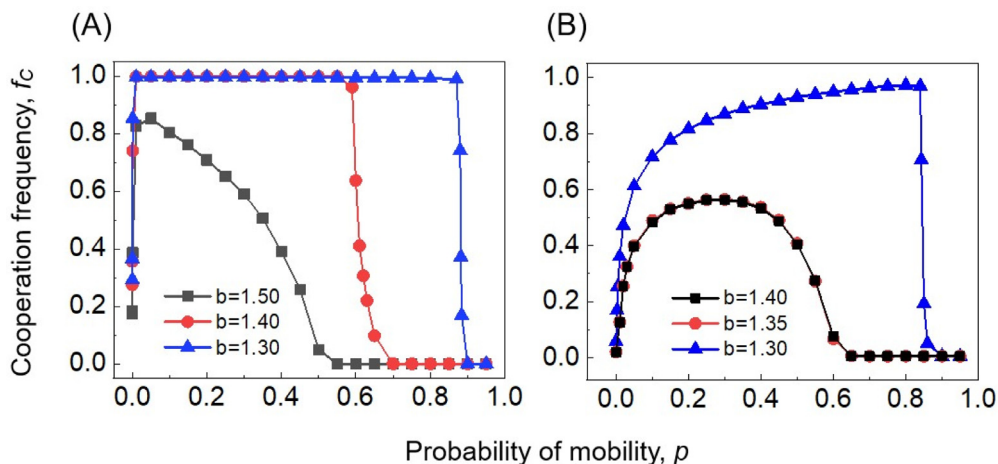 (A)
(B)
Cooperation frequency, fC
1.0
0.8
0.6
0.4
0.2
0.0
b=1.50
b=1.40
b=1.30
0.0 0.2 0.4 0.6 0.8 1.0
1.0
0.8
0.6
0.4
0.2
0.0
b=1.40
b=1.35
b=1.30
0.0 0.2 0.4 0.6 0.8 1.0
Probability of mobility, p